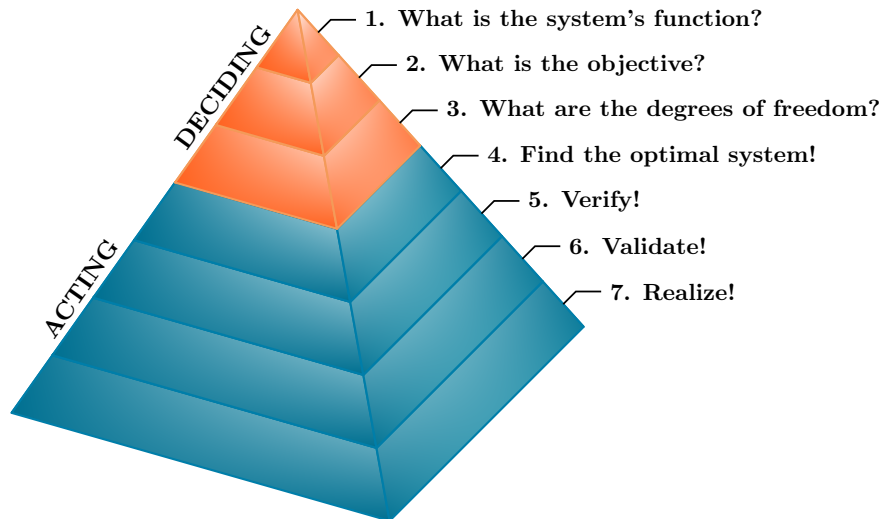 DECIDING
1. What is the system's function?
2. What is the objective?
3. What are the degrees of freedom?
4. Find the optimal system!
ACTING
5. Verify!
6. Validate!
7. Realize!